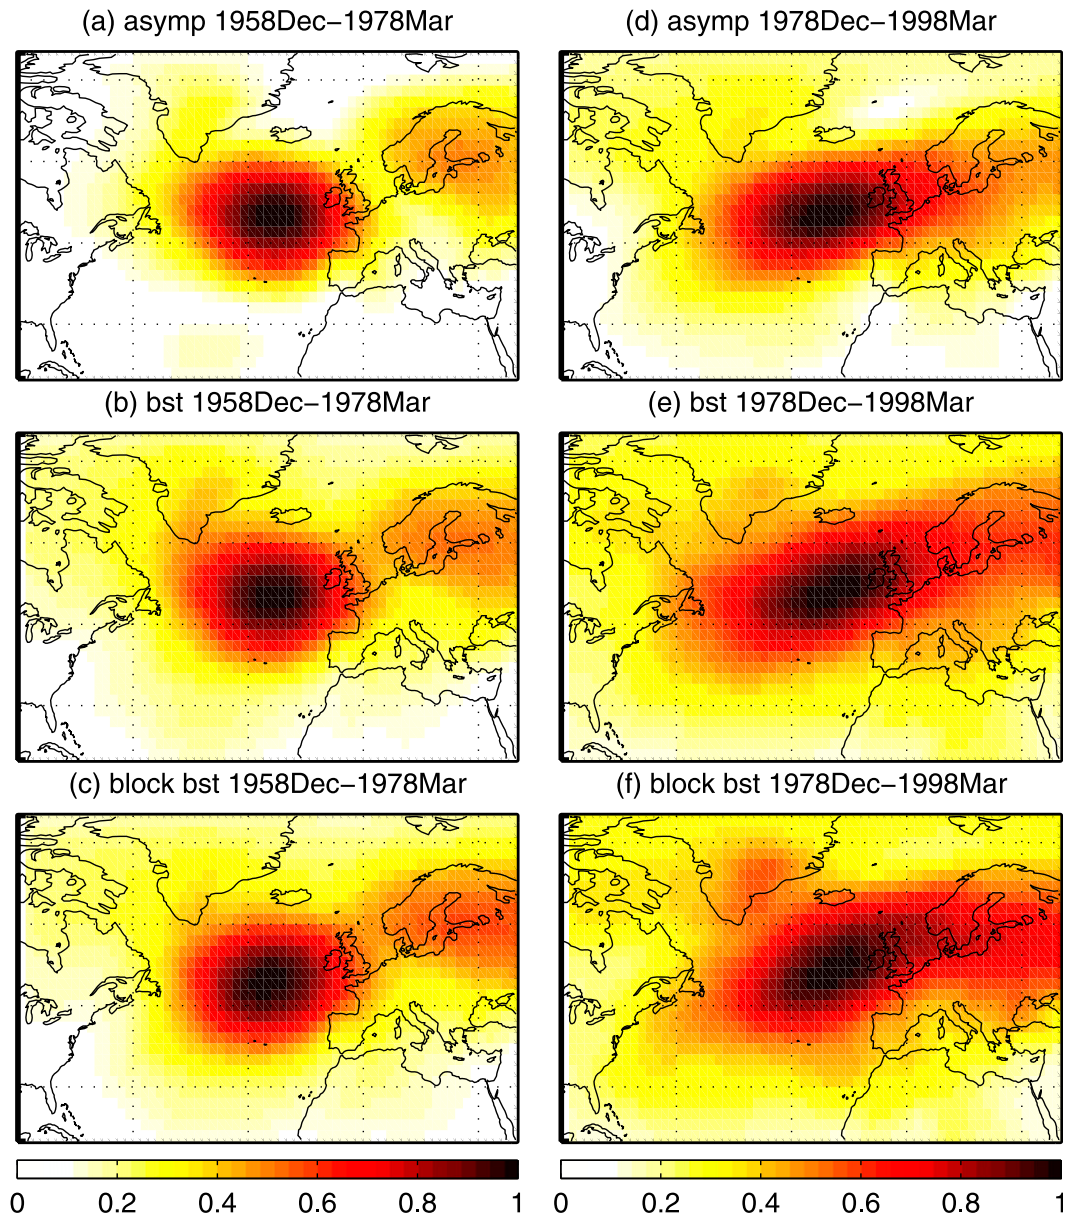 (a) asymp 1958Dec−1978Mar
(d) asymp 1978Dec−1998Mar
(b) bst 1958Dec−1978Mar
(e) bst 1978Dec−1998Mar
(c) block bst 1958Dec−1978Mar
(f) block bst 1978Dec−1998Mar
0 0.2 0.4 0.6 0.8 1
0 0.2 0.4 0.6 0.8 1